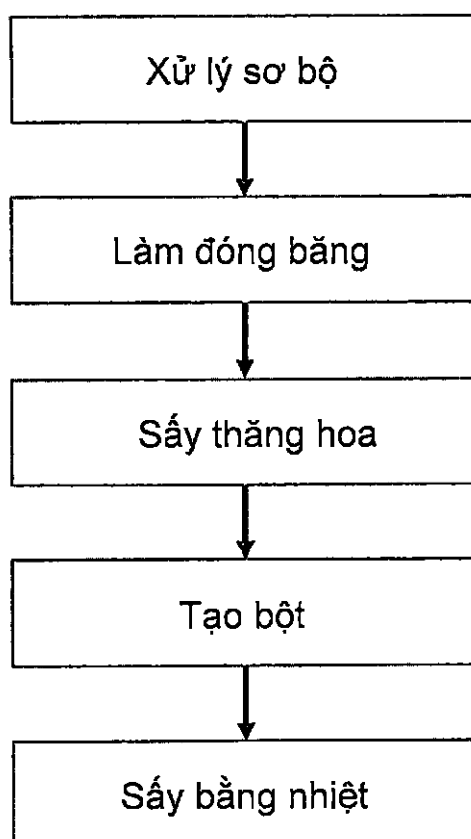 Xử lý sơ bộ
Làm đóng băng
Sấy thăng hoa
Tạo bột
Sấy bằng nhiệt